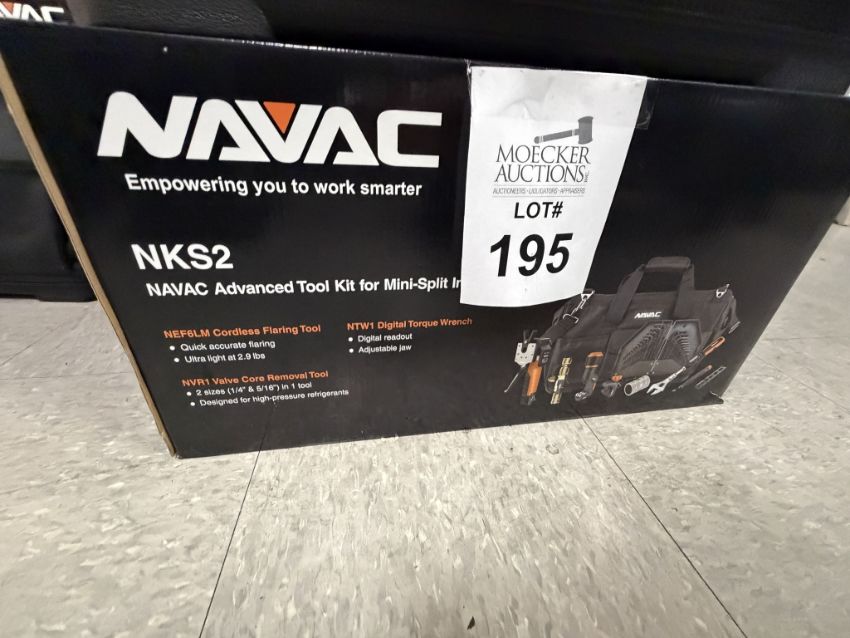 NAVAC
NAVAC
Empowering you to work smarter
NKS2
NAVAC Advanced Tool Kit for Mini-Split
NEF6LM Cordless Flaring Tool
• Quick accurate flaring
• Ultra light at 2.9 lbs
NVR1 Valve Core Removal Tool
• 2 sizes (1/4" & 5/16") in 1 tool
• Designed for high-pressure refrigerants
NTW1 Digital Torque Wrench
• Digital readout
• Adjustable jaw
MOECKER
AUCTIONS INC.
AUCTIONEERS • LIQUIDATORS • APPRAISERS
LOT#
195
NAVAC